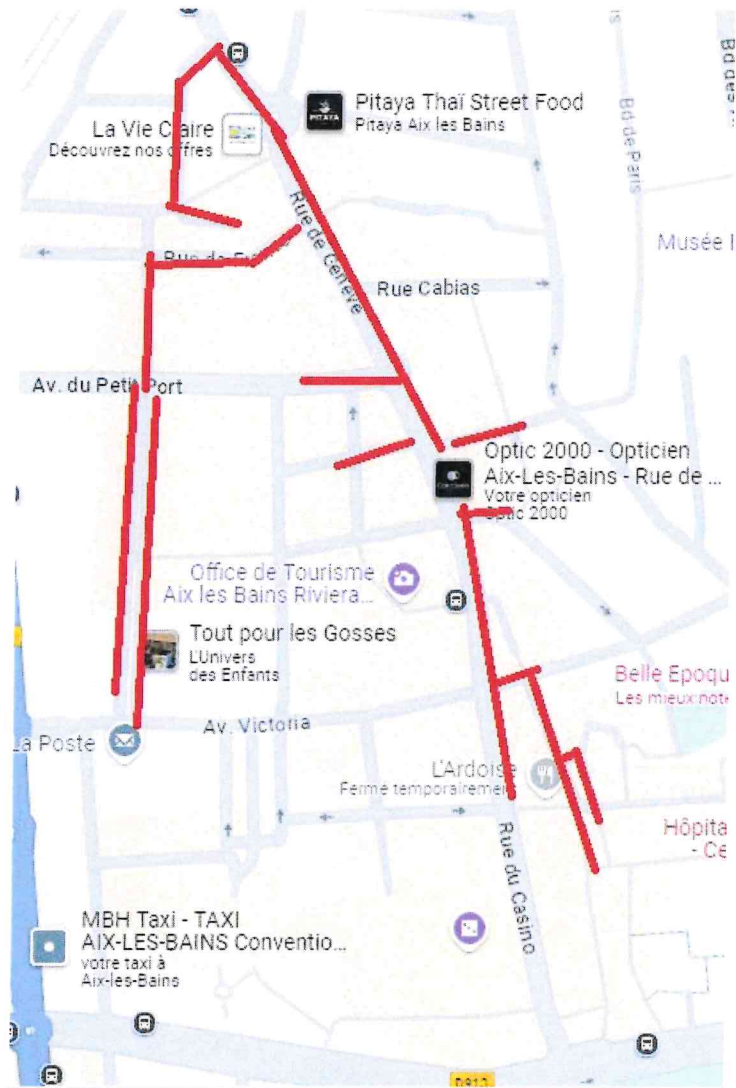 Bd de Paris
Pitaya Thaï Street Food
Pitaya Aix les Bains
PITAYA
La Vie Claire
Découvrez nos offres
Rue de Genève
Musée
Rue de
Rue Cabias
Av. du Petit Port
Optic 2000 - Opticien
Aix-Les-Bains - Rue de ...
Votre opticien
Optic 2000
Office de Tourisme
Aix les Bains Riviera...
Tout pour les Gosses
L'Univers
des Enfants
Belle Epoqu
Les mieux not
Av. Victoria
La Poste
L'Ardoise
Fermé temporairement
Hôpita
- Ce
Rue du Casino
MBH Taxi - TAXI
AIX-LES-BAINS Conventio...
votre taxi à
Aix-les-Bains
D913